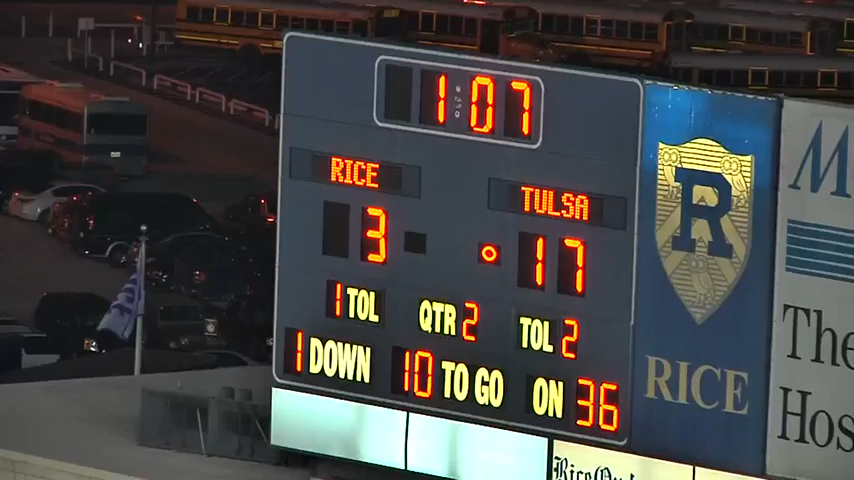 1:07
RICE TULSA
3 17
1 TOL QTR 2 TOL 2
1 DOWN 10 TO GO ON 36
R
RICE
M
The
Hos
Rice